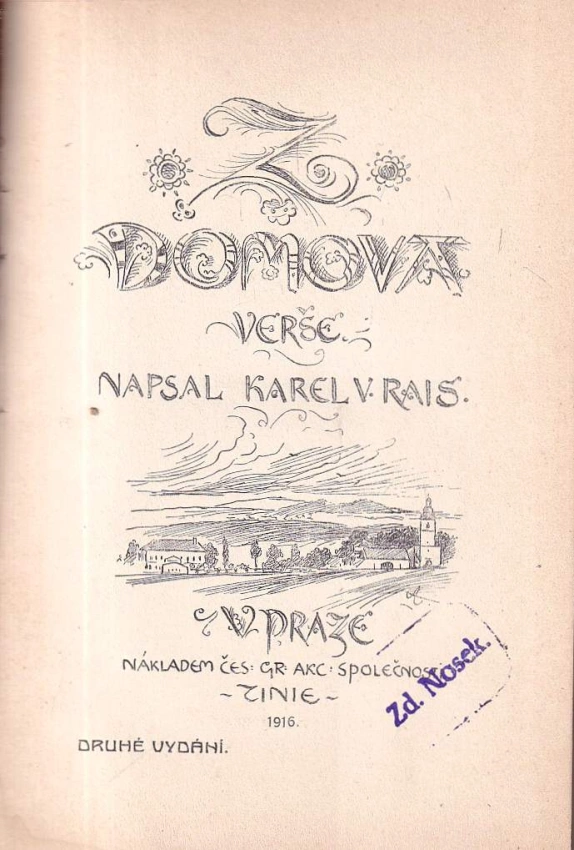 Z
DOMOVA
VERŠE.
NAPSAL KAREL V. RAIS.
V PRAZE
NÁKLADEM ČES: GR: AKC: SPOLEČNOSTI
~ UNIE ~
1916.
DRUHÉ VYDÁNÍ.
Zd. Nosek.